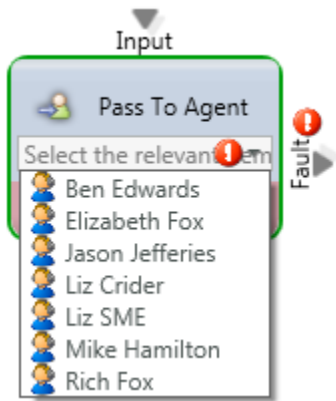 Input
Pass To Agent
Select the relevant em
Fault
Ben Edwards
Elizabeth Fox
Jason Jefferies
Liz Crider
Liz SME
Mike Hamilton
Rich Fox